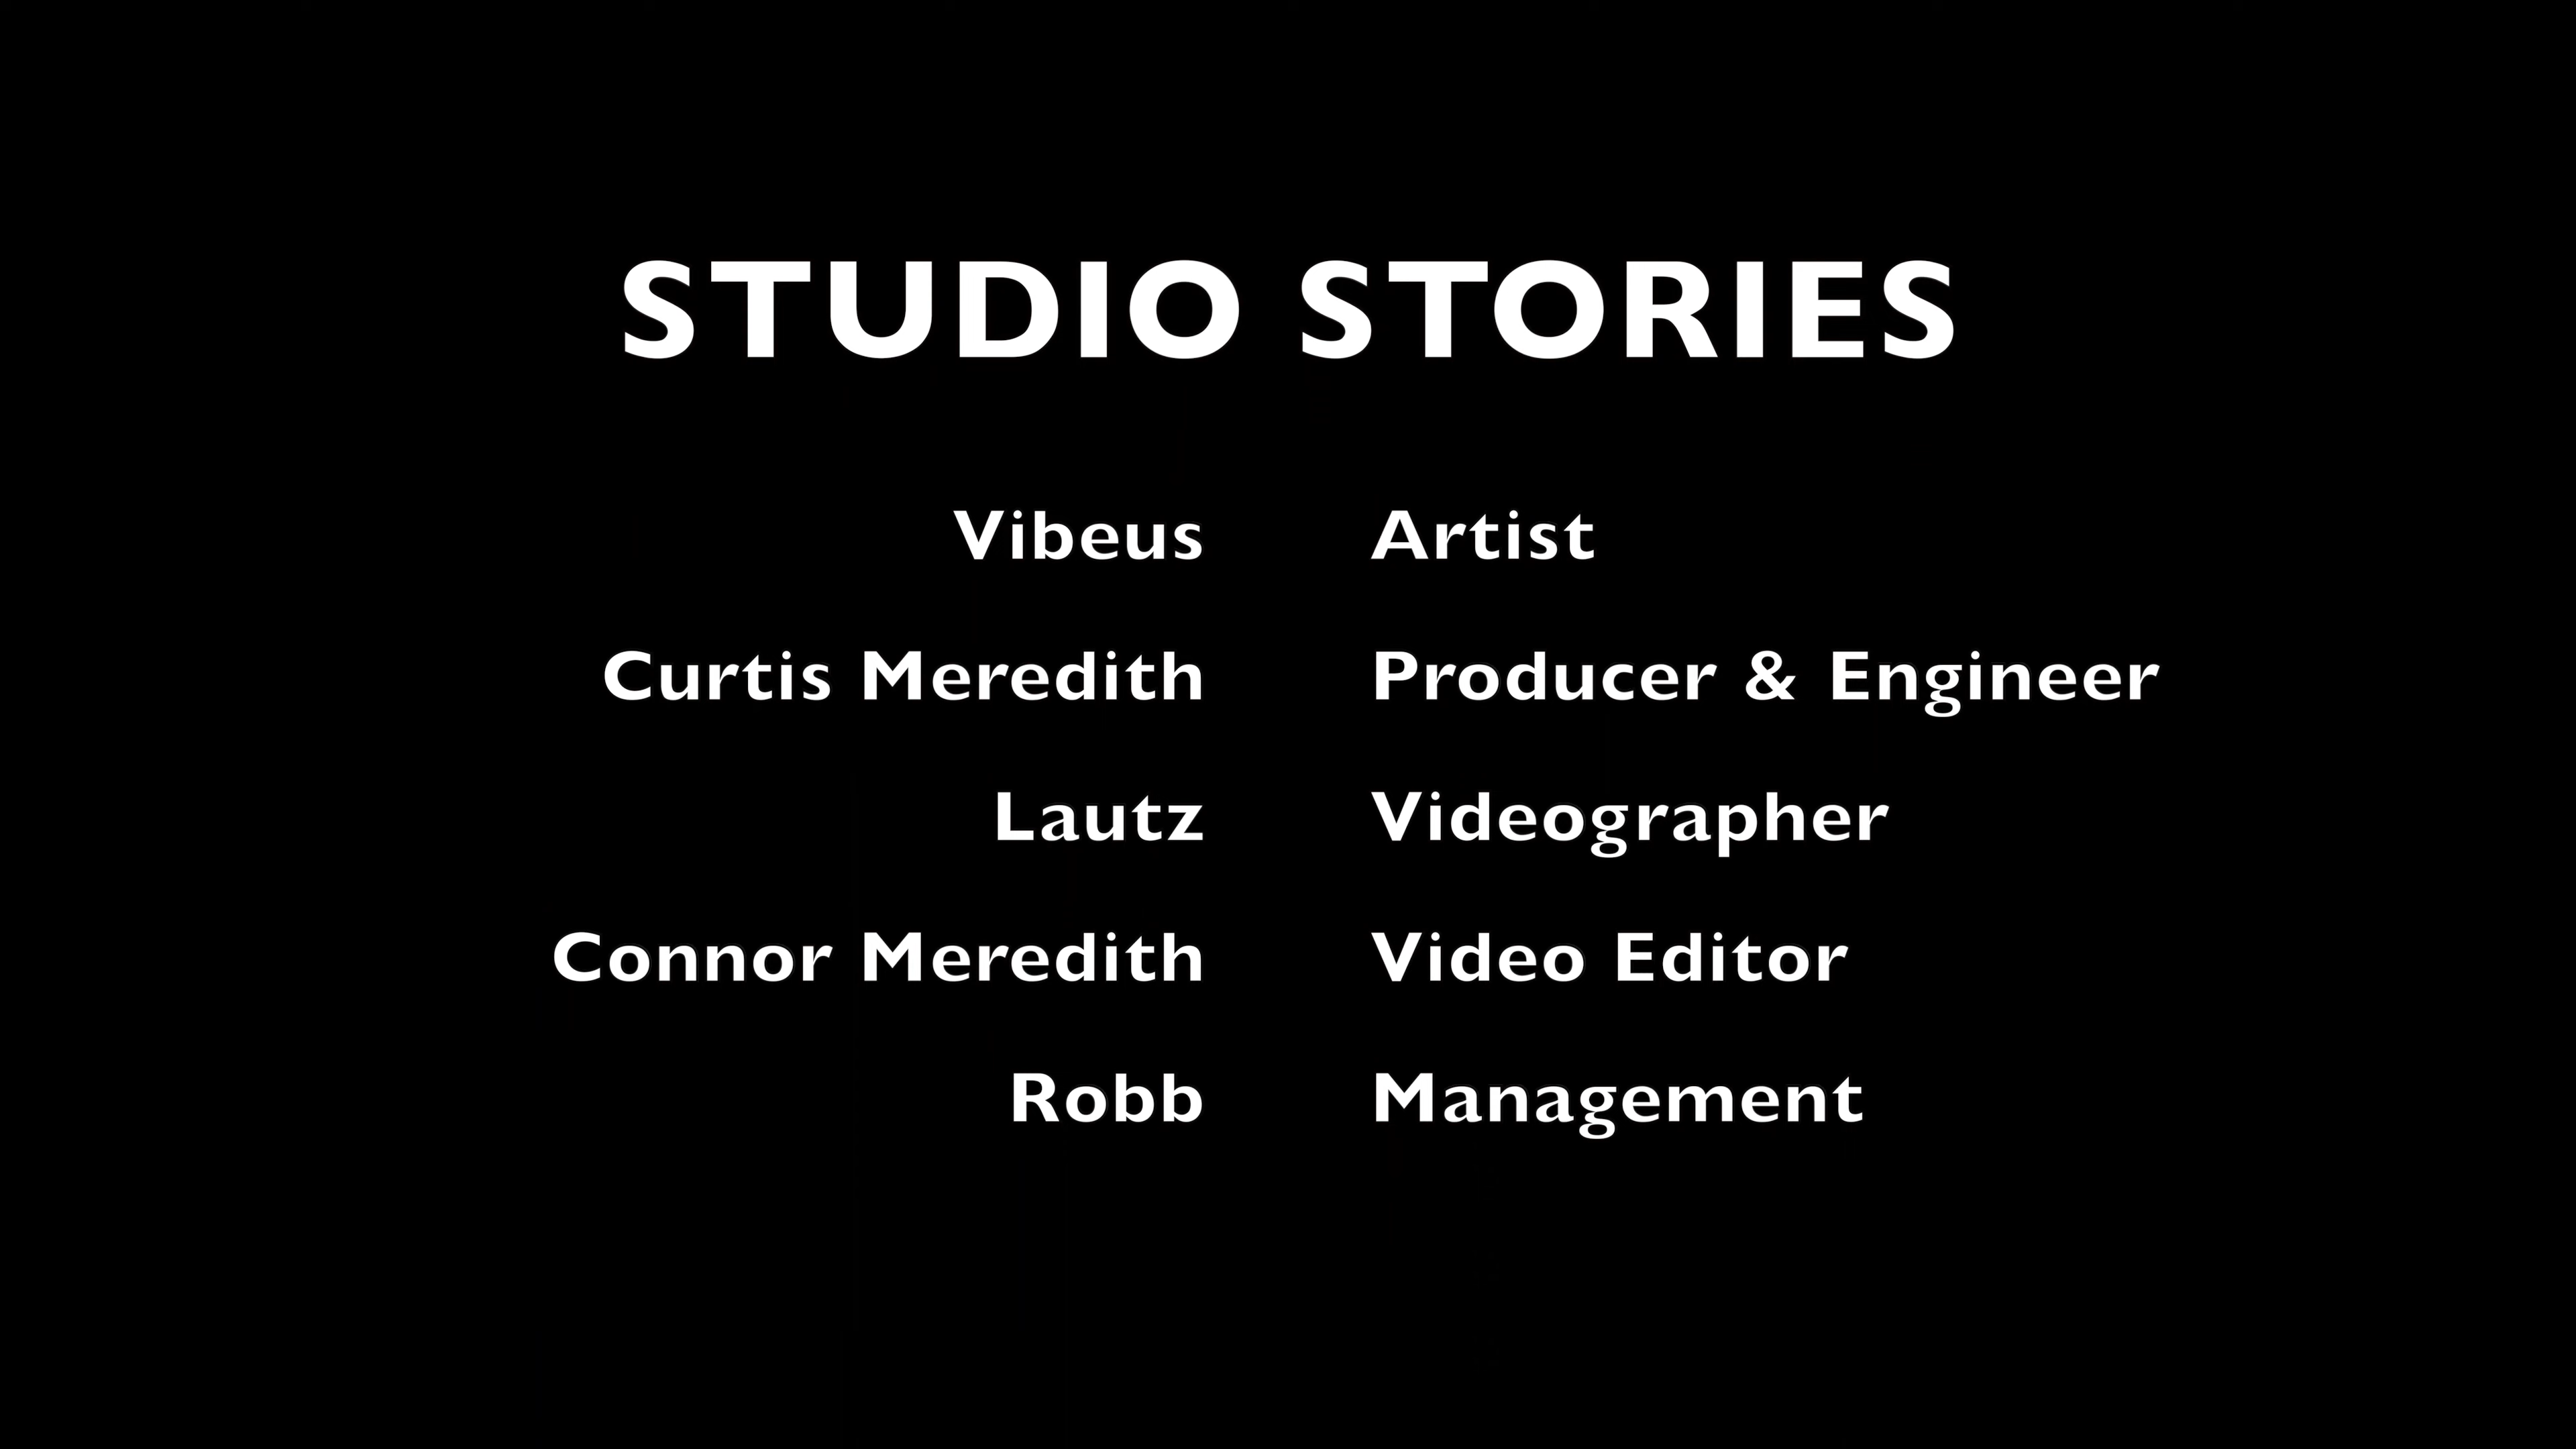 STUDIO STORIES
Vibeus Artist
Curtis Meredith Producer & Engineer
Lautz Videographer
Connor Meredith Video Editor
Robb Management